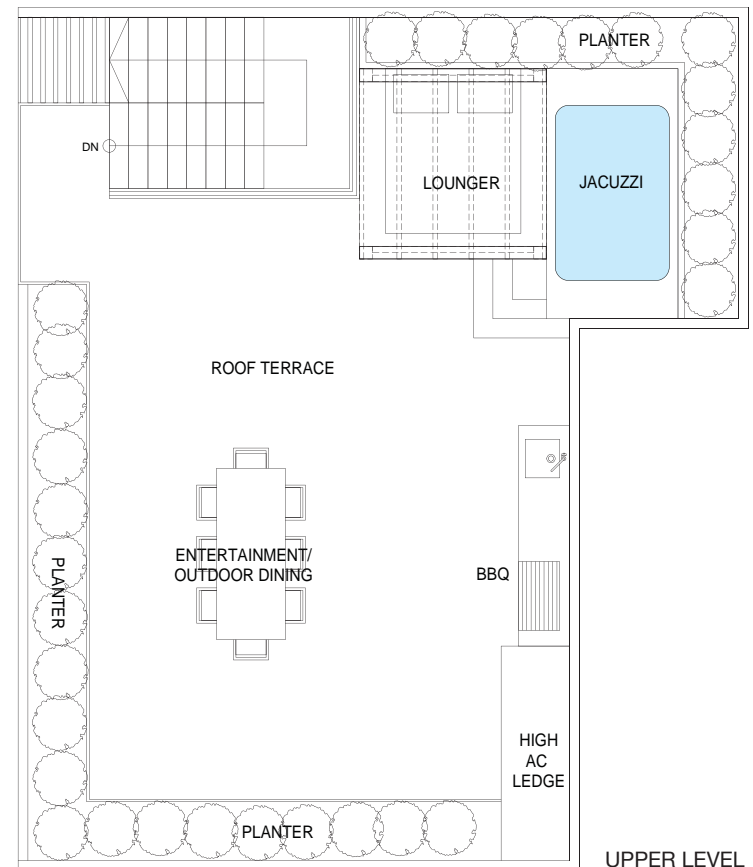 PLANTER
DN
LOUNGER
JACUZZI
ROOF TERRACE
ENTERTAINMENT/
OUTDOOR DINING
BBQ
PLANTER
HIGH
AC
LEDGE
PLANTER
UPPER LEVEL